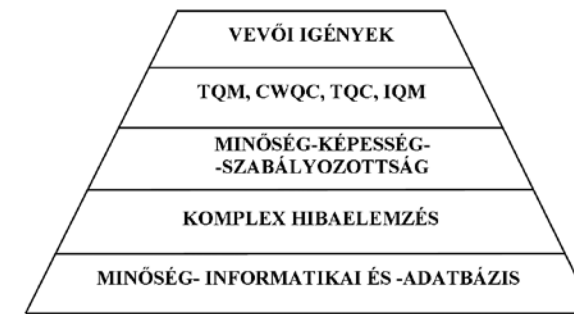 VEVŐI IGÉNYEK
TQM, CWQC, TQC, IQM
MINŐSÉG-KÉPESSÉG-
-SZABÁLYOZOTTSÁG
KOMPLEX HIBAELEMZÉS
MINŐSÉG- INFORMATIKAI ÉS -ADATBÁZIS